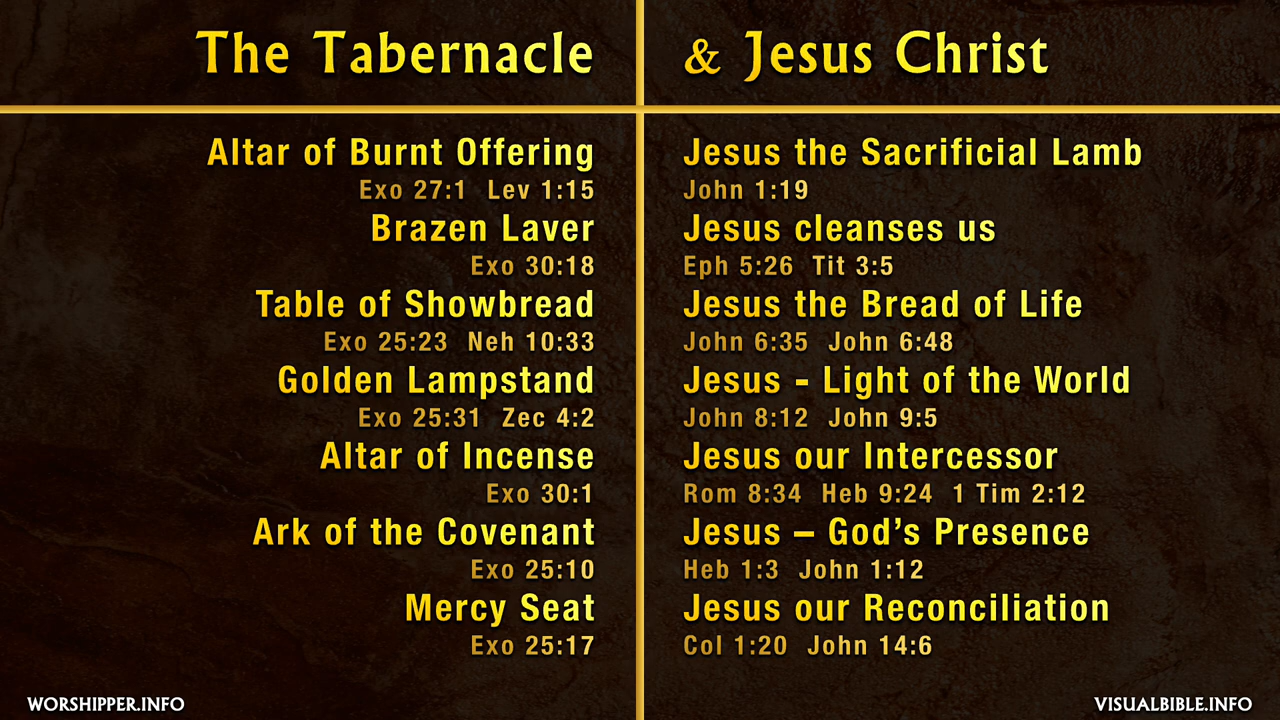 The Tabernacle & Jesus Christ
Altar of Burnt Offering
Exo 27:1 Lev 1:15
Jesus the Sacrificial Lamb
John 1:19
Brazen Laver
Exo 30:18
Jesus cleanses us
Eph 5:26 Tit 3:5
Table of Showbread
Exo 25:23 Neh 10:33
Jesus the Bread of Life
John 6:35 John 6:48
Golden Lampstand
Exo 25:31 Zec 4:2
Jesus - Light of the World
John 8:12 John 9:5
Altar of Incense
Exo 30:1
Jesus our Intercessor
Rom 8:34 Heb 9:24 1 Tim 2:12
Ark of the Covenant
Exo 25:10
Jesus – God’s Presence
Heb 1:3 John 1:12
Mercy Seat
Exo 25:17
Jesus our Reconciliation
Col 1:20 John 14:6
WORSHIPPER.INFO
VISUALBIBLE.INFO